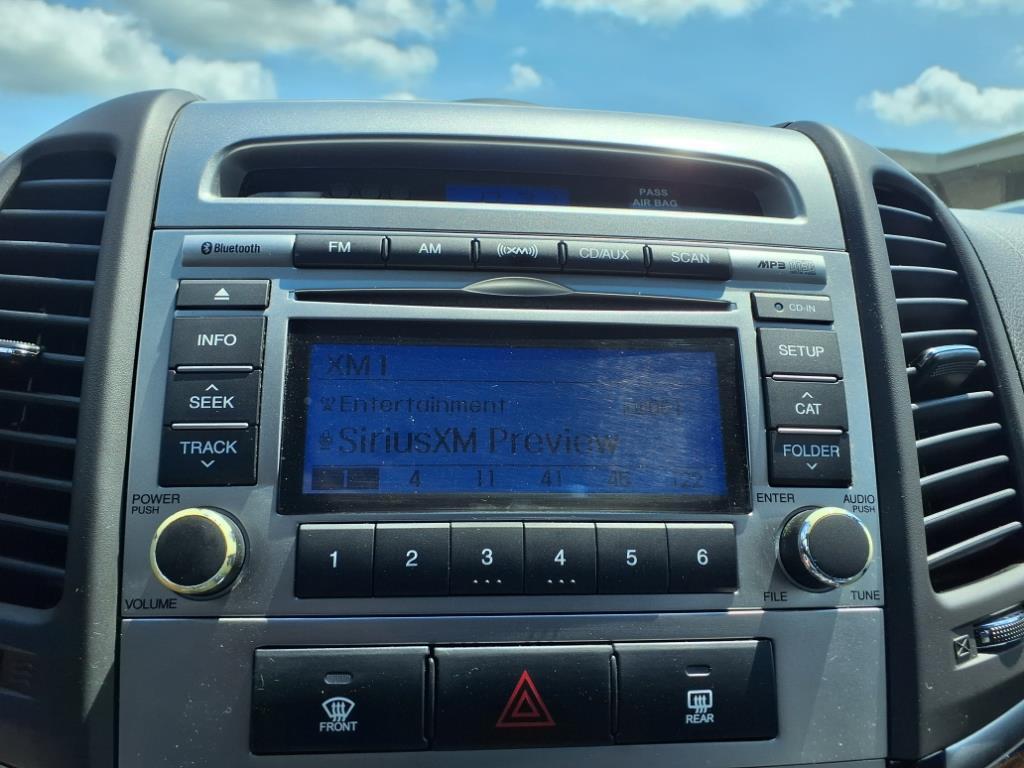 PASS
AIR BAG
Bluetooth
FM AM ((XM)) CD/AUX SCAN
MP3
CD-IN
INFO
SEEK
TRACK
SETUP
CAT
FOLDER
XM1
Entertainment
SiriusXM Preview
1 4 11 41 46 122
POWER
PUSH
VOLUME
ENTER
AUDIO
PUSH
FILE
TUNE
1 2 3 4 5 6
FRONT
REAR